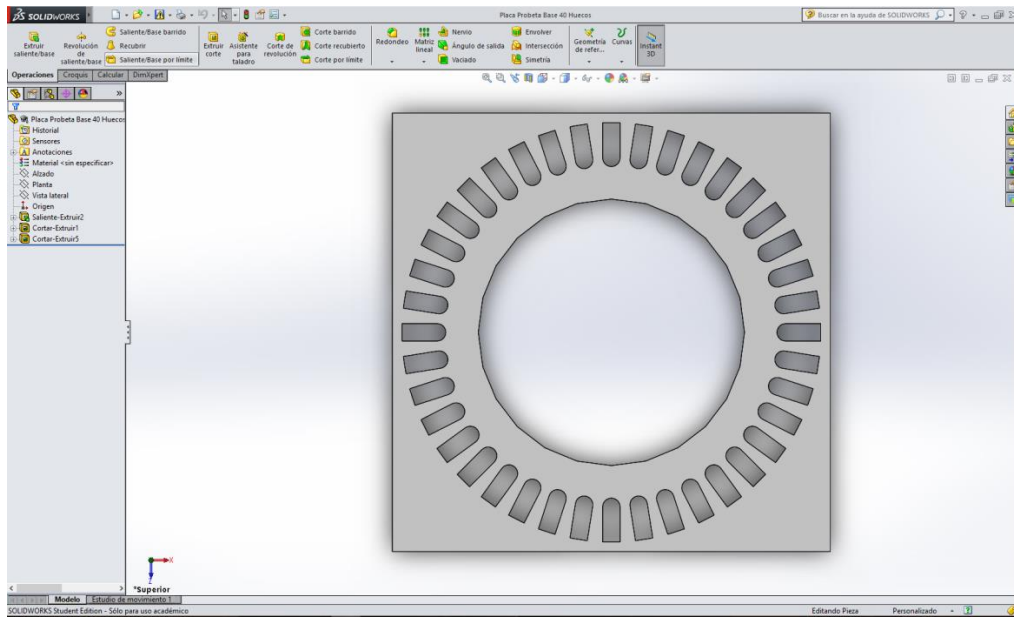 SOLIDWORKS
Placa Probeta Base 40 Huecos
Buscar en la ayuda de SOLIDWORKS
Extruir saliente/base
Revolución de saliente/base
Saliente/Base barrido
Recubrir
Saliente/Base por límite
Extruir corte
Asistente para taladro
Corte de revolución
Corte barrido
Corte recubierto
Corte por límite
Redondeo
Matriz lineal
Nervio
Ángulo de salida
Vaciado
Envolver
Intersección
Simetría
Geometría de refer...
Curvas
Instant 3D
Operaciones
Croquis
Calcular
DimXpert
Placa Probeta Base 40 Huecos
Historial
Sensores
Anotaciones
Material <sin especificar>
Alzado
Planta
Vista lateral
Origen
Saliente-Extruir2
Cortar-Extruir1
Cortar-Extruir5
X
Z
*Superior
Modelo
Estudio de movimiento 1
SOLIDWORKS Student Edition - Sólo para uso académico
Editando Pieza
Personalizado